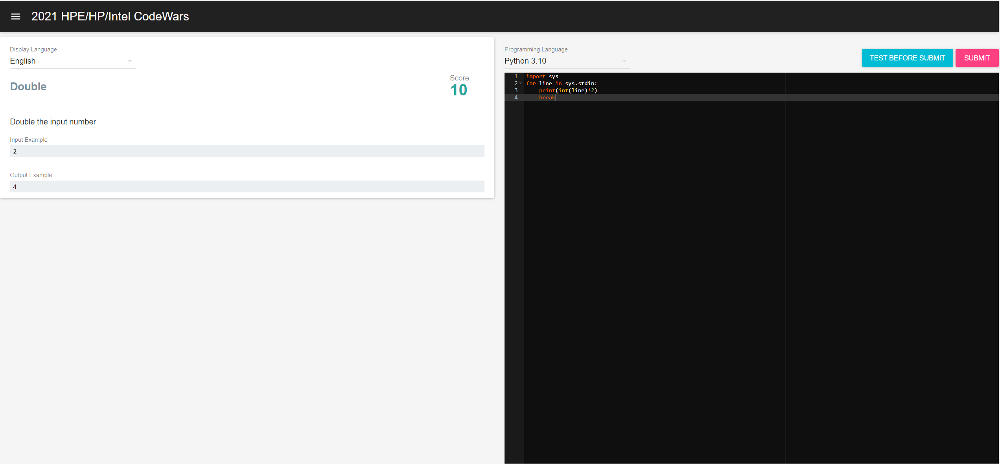 2021 HPE/HP/Intel CodeWars
Display Language
English
Double
Score
10
Double the input number
Input Example
2
Output Example
4
Programming Language
Python 3.10
TEST BEFORE SUBMIT
SUBMIT
1 import sys
2 for line in sys.stdin:
3     print(int(line)*2)
4     break